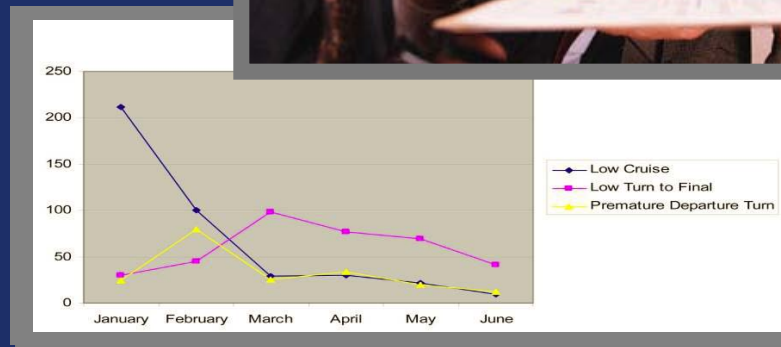 250
200
150
100
50
0
January February March April May June
Low Cruise
Low Turn to Final
Premature Departure Turn